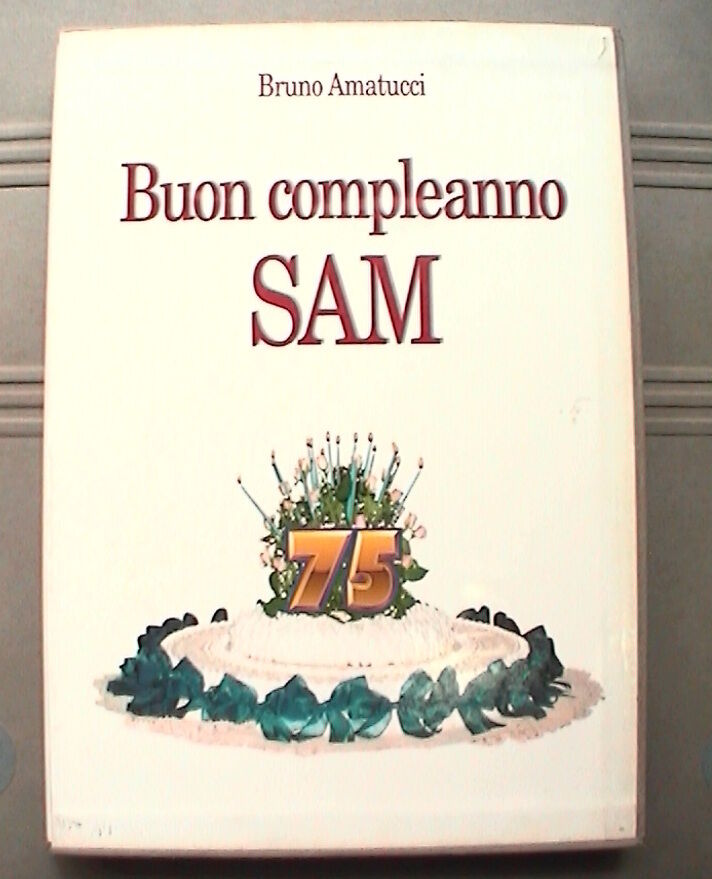 Bruno Amatucci
Buon compleanno
SAM
75